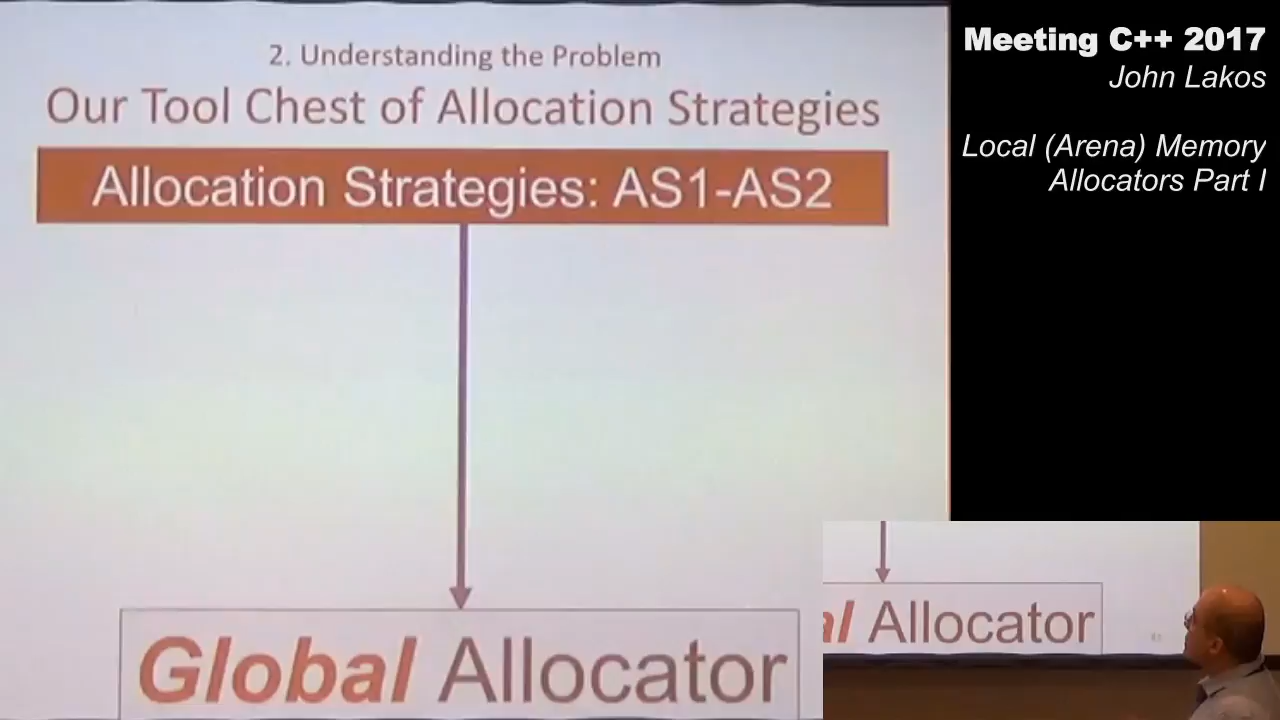 2. Understanding the Problem
Our Tool Chest of Allocation Strategies
Allocation Strategies: AS1-AS2
Global Allocator
Meeting C++ 2017
John Lakos
Local (Arena) Memory
Allocators Part I
al Allocator